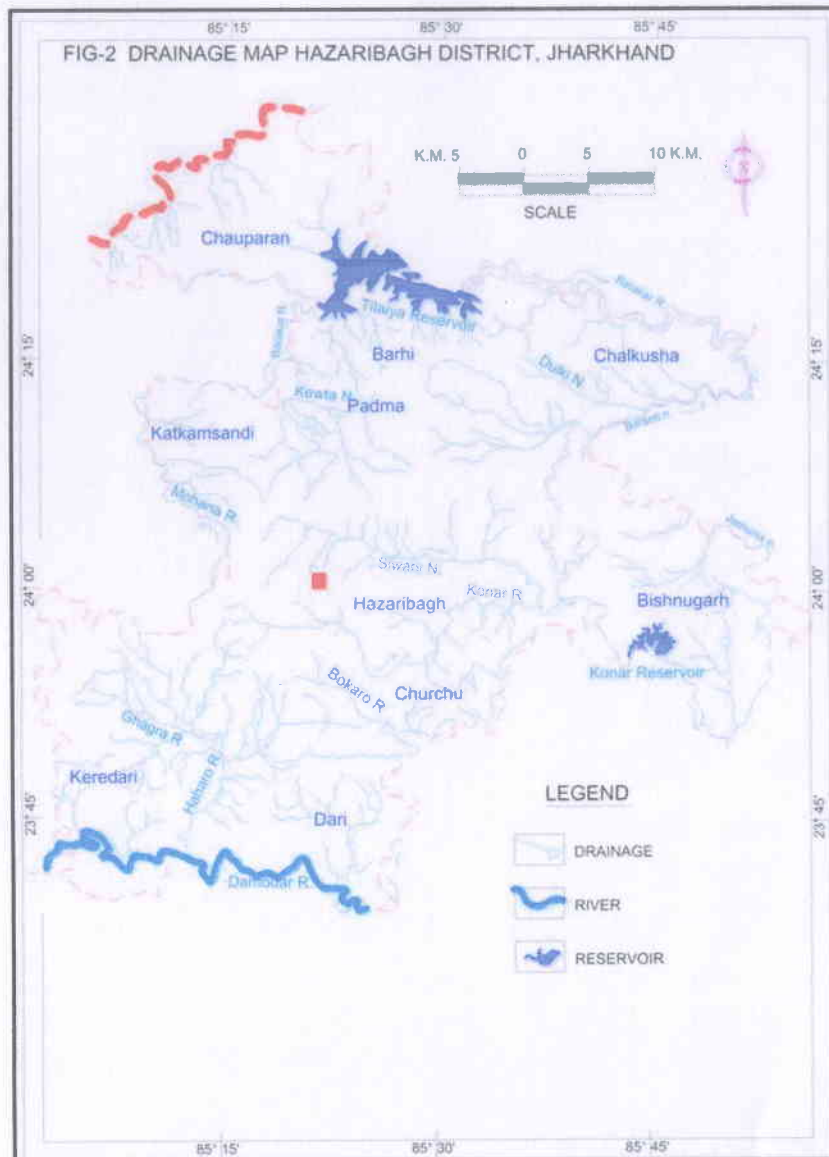 85° 15' 85° 30' 85° 45'
FIG-2 DRAINAGE MAP HAZARIBAGH DISTRICT, JHARKHAND
K.M. 5 0 5 10 K.M.
SCALE
N
Chauparan
Tilaiya Reservoir
Barakar R.
24° 15' 24° 15'
Barhi
Chalkusha
Kewta N.
Padma
Katkamsandi
Mohana R.
24° 00' 24° 00'
Siwani N.
Konar R.
Hazaribagh
Bishnugarh
Konar Reservoir
Bokaro R.
Churchu
Ghagra R.
Keredari
Haharo R.
23° 45' 23° 45'
Dari
Damodar R.
LEGEND
DRAINAGE
RIVER
RESERVOIR
85° 15' 85° 30' 85° 45'